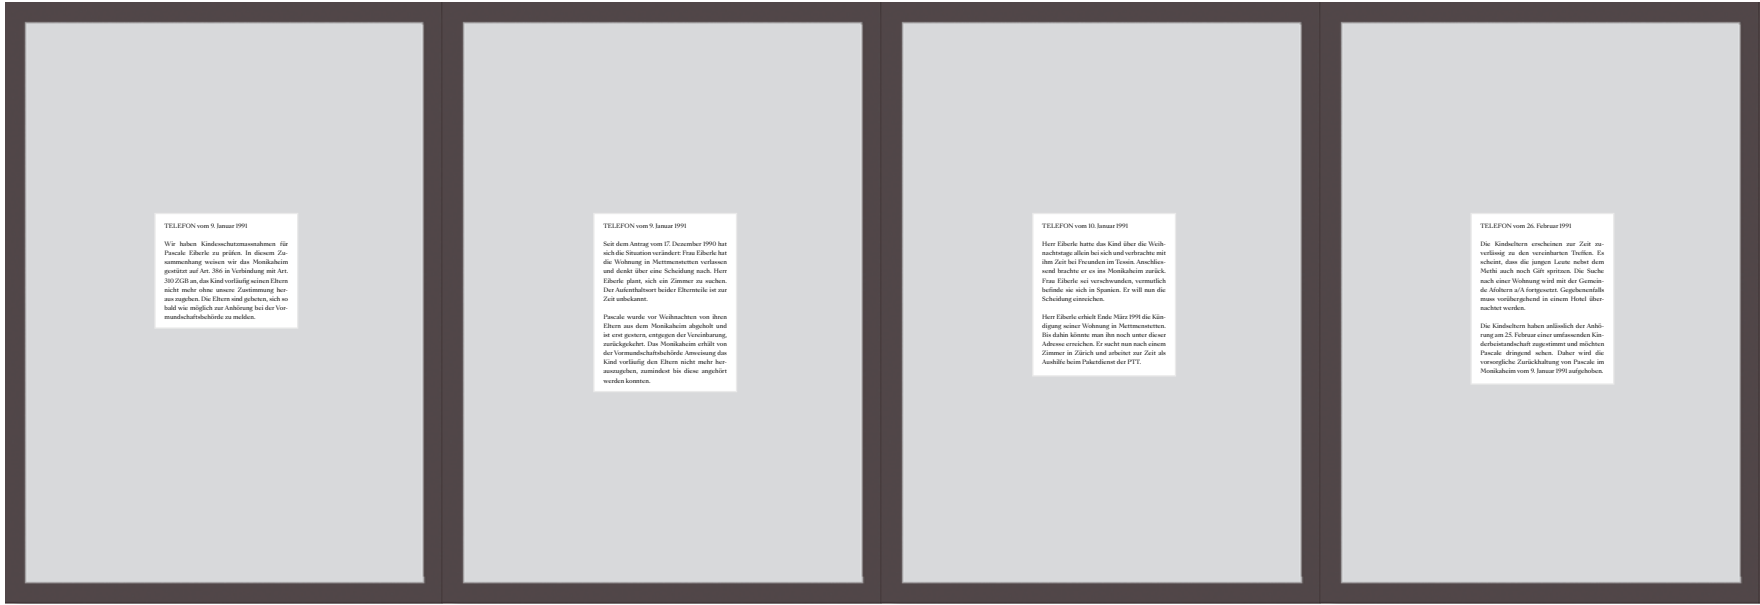 TELEFON vom 9. Januar 1991
Wir haben Kindesschutzmassnahmen für
Pascale Eiberle zu prüfen. In diesem Zu-
sammenhang weisen wir das Monikaheim
gestützt auf Art. 386 in Verbindung mit Art.
310 ZGB an, das Kind vorläufig seinen Eltern
nicht mehr ohne unsere Zustimmung her-
aus zugeben. Die Eltern sind gebeten, sich so
bald wie möglich zur Anhörung bei der Vor-
mundschaftsbehörde zu melden.
TELEFON vom 9. Januar 1991
Seit dem Antrag vom 17. Dezember 1990 hat
sich die Situation verändert: Frau Eiberle hat
die Wohnung in Mettmenstetten verlassen
und denkt über eine Scheidung nach. Herr
Eiberle plant, sich ein Zimmer zu suchen.
Der Aufenthaltsort beider Elternteile ist zur
Zeit unbekannt.
Pascale wurde vor Weihnachten von ihren
Eltern aus dem Monikaheim abgeholt und
ist erst gestern, entgegen der Vereinbarung,
zurückgekehrt. Das Monikaheim erhält von
der Vormundschaftsbehörde Anweisung das
Kind vorläufig den Eltern nicht mehr her-
auszugeben, zumindest bis diese angehört
werden konnten.
TELEFON vom 10. Januar 1991
Herr Eiberle hatte das Kind über die Weih-
nachtstage allein bei sich und verbrachte mit
ihm Zeit bei Freunden im Tessin. Anschlies-
send brachte er es ins Monikaheim zurück.
Frau Eiberle sei verschwunden, vermutlich
befinde sie sich in Spanien. Er will nun die
Scheidung einreichen.
Herr Eiberle erhielt Ende März 1991 die Kün-
digung seiner Wohnung in Mettmenstetten.
Bis dahin könnte man ihn noch unter dieser
Adresse erreichen. Er sucht nun nach einem
Zimmer in Zürich und arbeitet zur Zeit als
Aushilfe beim Paketdienst der PTT.
TELEFON vom 26. Februar 1991
Die Kindseltern erscheinen zur Zeit zu-
verlässig zu den vereinbarten Treffen. Es
scheint, dass die jungen Leute nebst dem
Methi auch noch Gift spritzen. Die Suche
nach einer Wohnung wird mit der Gemein-
de Afoltern a/A fortgesetzt. Gegebenenfalls
muss vorübergehend in einem Hotel über-
nachtet werden.
Die Kindseltern haben anlässlich der Anhö-
rung am 25. Februar einer umfassenden Kin-
derbeistandschaft zugestimmt und möchten
Pascale dringend sehen. Daher wird die
vorsorgliche Zurückhaltung von Pascale im
Monikaheim vom 9. Januar 1991 aufgehoben.